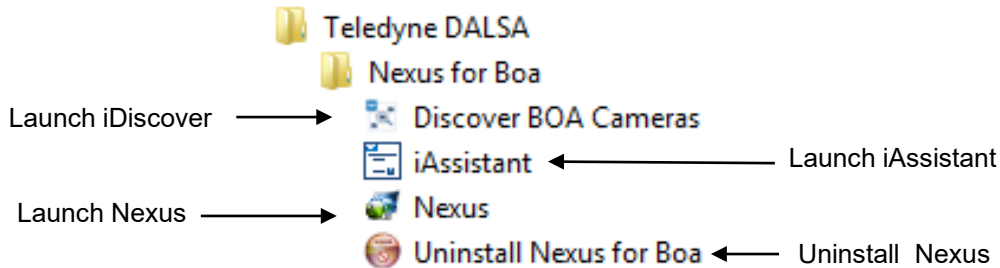 Teledyne DALSA
Nexus for Boa
Launch iDiscover Discover BOA Cameras
iAssistant Launch iAssistant
Launch Nexus Nexus
Uninstall Nexus for Boa Uninstall Nexus